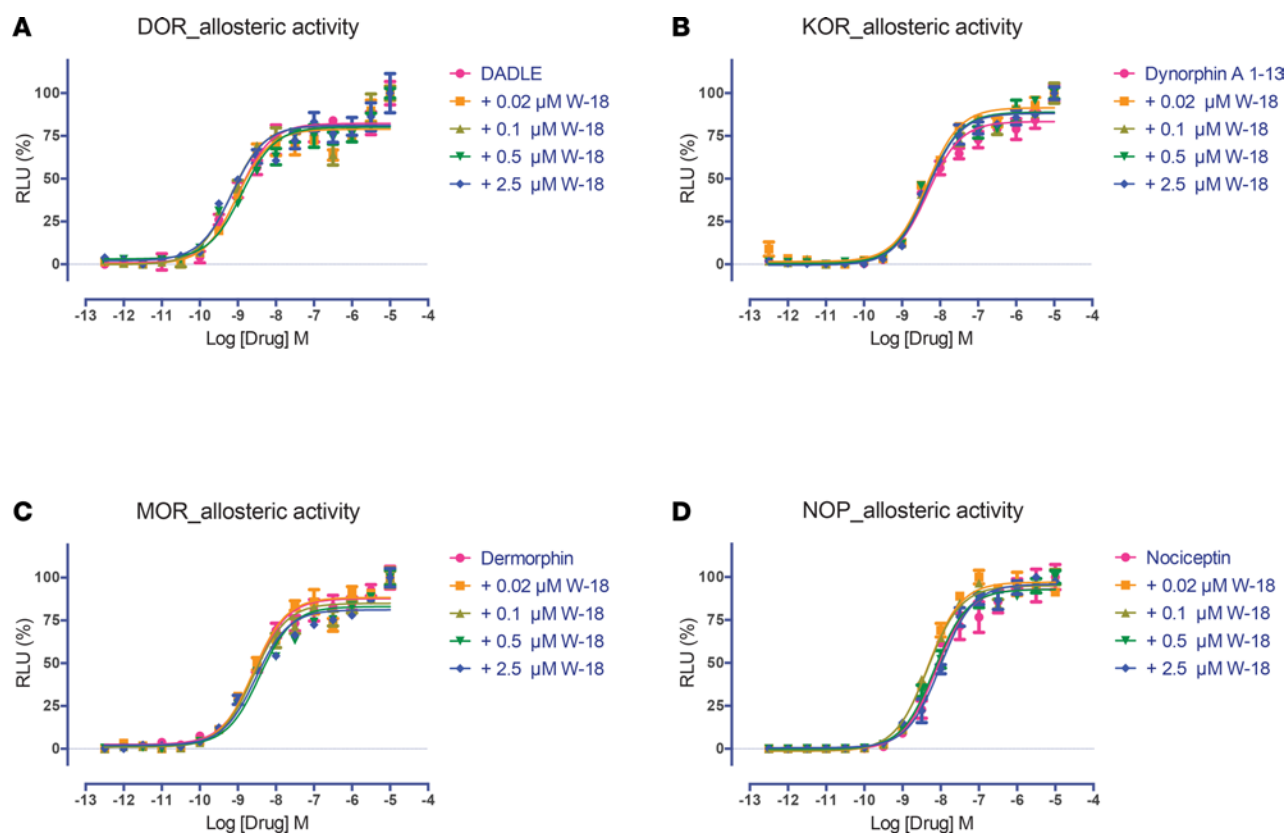 A
DOR_allosteric activity
RLU (%)
100
75
50
25
0
-13 -12 -11 -10 -9 -8 -7 -6 -5 -4
Log [Drug] M
DADLE
+ 0.02 µM W-18
+ 0.1 µM W-18
+ 0.5 µM W-18
+ 2.5 µM W-18
B
KOR_allosteric activity
RLU (%)
100
75
50
25
0
-13 -12 -11 -10 -9 -8 -7 -6 -5 -4
Log [Drug] M
Dynorphin A 1-13
+ 0.02 µM W-18
+ 0.1 µM W-18
+ 0.5 µM W-18
+ 2.5 µM W-18
C
MOR_allosteric activity
RLU (%)
100
75
50
25
0
-13 -12 -11 -10 -9 -8 -7 -6 -5 -4
Log [Drug] M
Dermorphin
+ 0.02 µM W-18
+ 0.1 µM W-18
+ 0.5 µM W-18
+ 2.5 µM W-18
D
NOP_allosteric activity
RLU (%)
100
75
50
25
0
-13 -12 -11 -10 -9 -8 -7 -6 -5 -4
Log [Drug] M
Nociceptin
+ 0.02 µM W-18
+ 0.1 µM W-18
+ 0.5 µM W-18
+ 2.5 µM W-18